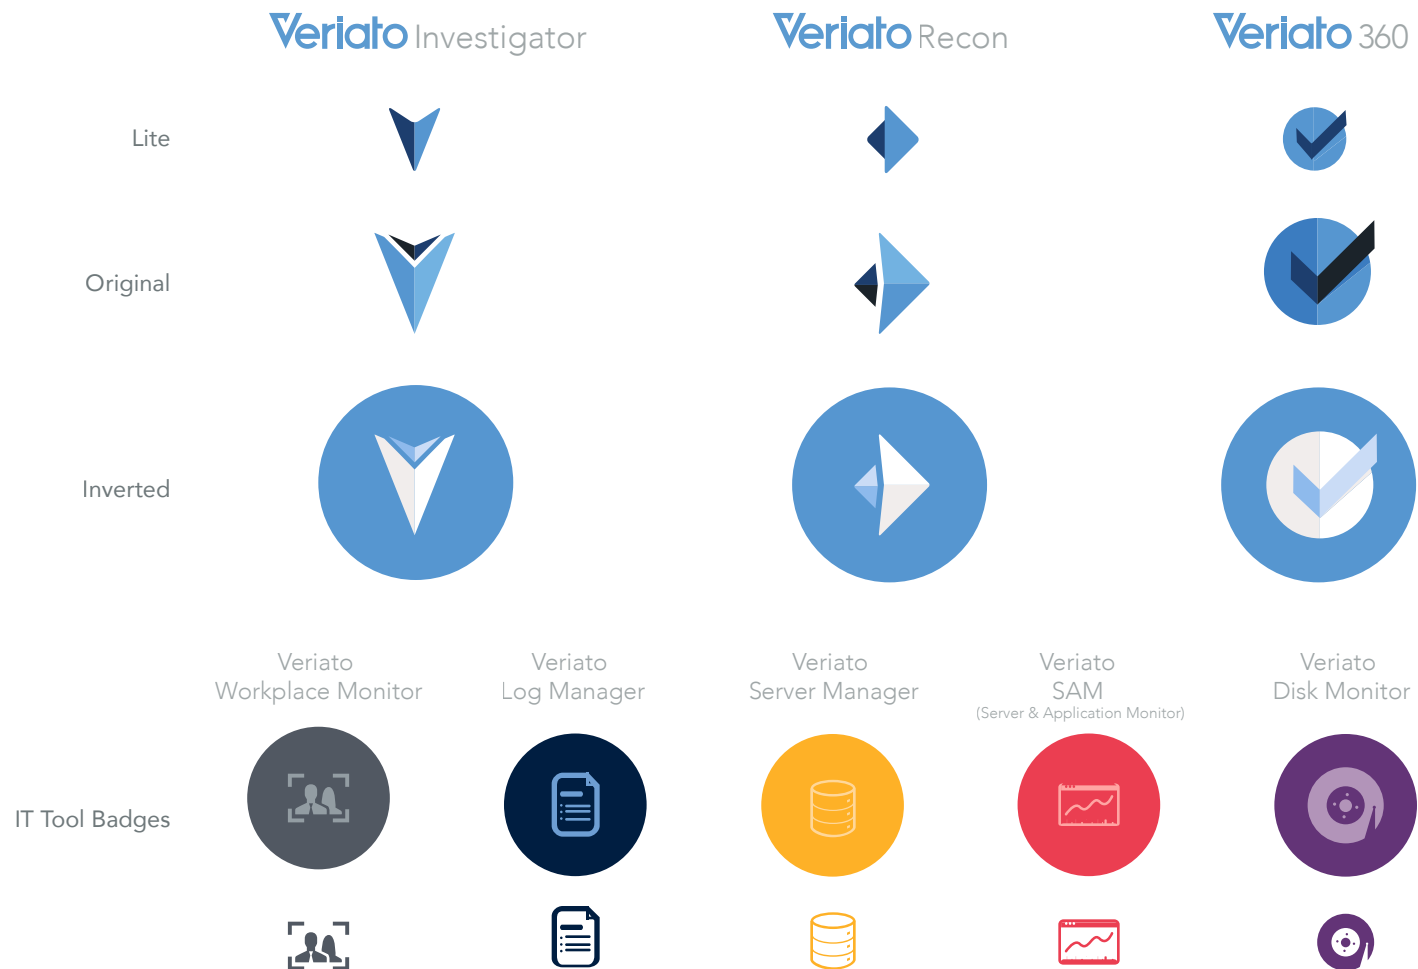 Veriato Investigator
Veriato Recon
Veriato 360
Lite
Original
Inverted
Veriato
Workplace Monitor
Veriato
Log Manager
Veriato
Server Manager
Veriato
SAM
(Server & Application Monitor)
Veriato
Disk Monitor
IT Tool Badges